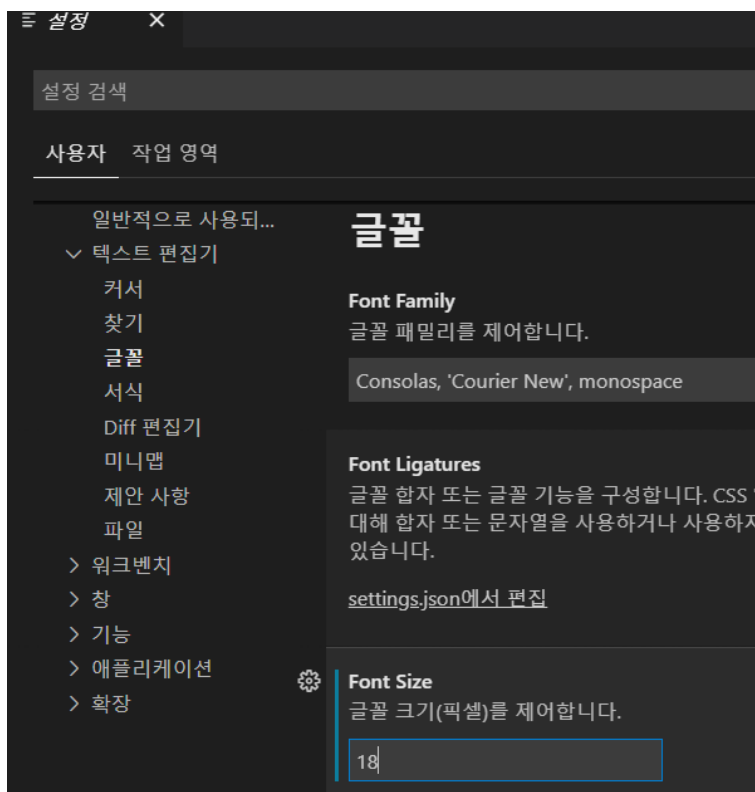 설정
설정 검색
사용자 작업 영역
일반적으로 사용되...
텍스트 편집기
커서
찾기
글꼴
서식
Diff 편집기
미니맵
제안 사항
파일
워크벤치
창
기능
애플리케이션
확장
글꼴
Font Family
글꼴 패밀리를 제어합니다.
Consolas, 'Courier New', monospace
Font Ligatures
글꼴 합자 또는 글꼴 기능을 구성합니다. CSS
대해 합자 또는 문자열을 사용하거나
있습니다.
settings.json에서 편집
Font Size
글꼴 크기(픽셀)를 제어합니다.
18